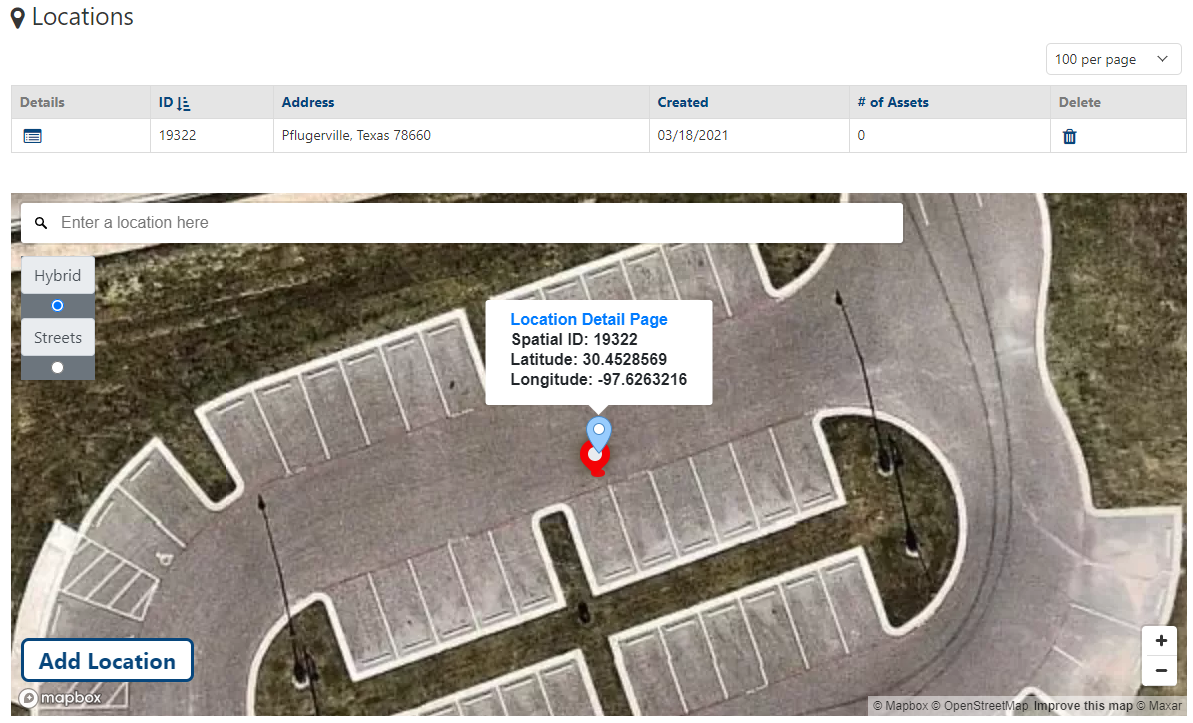 Locations
100 per page
Details ID Address Created # of Assets Delete
19322 Pflugerville, Texas 78660 03/18/2021 0
Enter a location here
Hybrid
Streets
Location Detail Page
Spatial ID: 19322
Latitude: 30.4528569
Longitude: -97.6263216
Add Location
mapbox
+
−
© Mapbox © OpenStreetMap Improve this map © Maxar